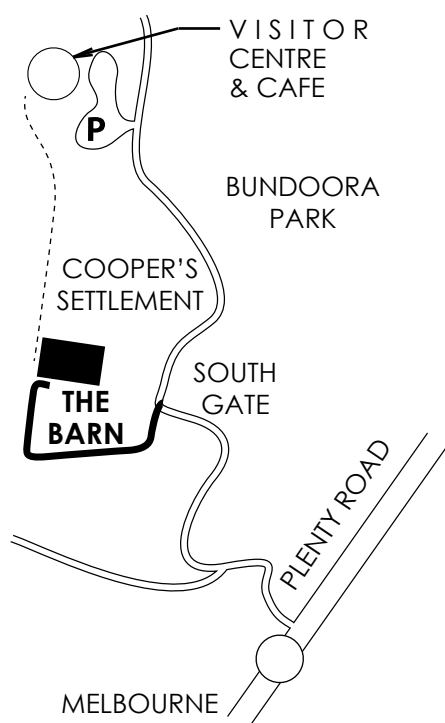 VISITOR
CENTRE
& CAFE
P
BUNDOORA
PARK
COOPER'S
SETTLEMENT
SOUTH
GATE
THE
BARN
PLENTY ROAD
MELBOURNE